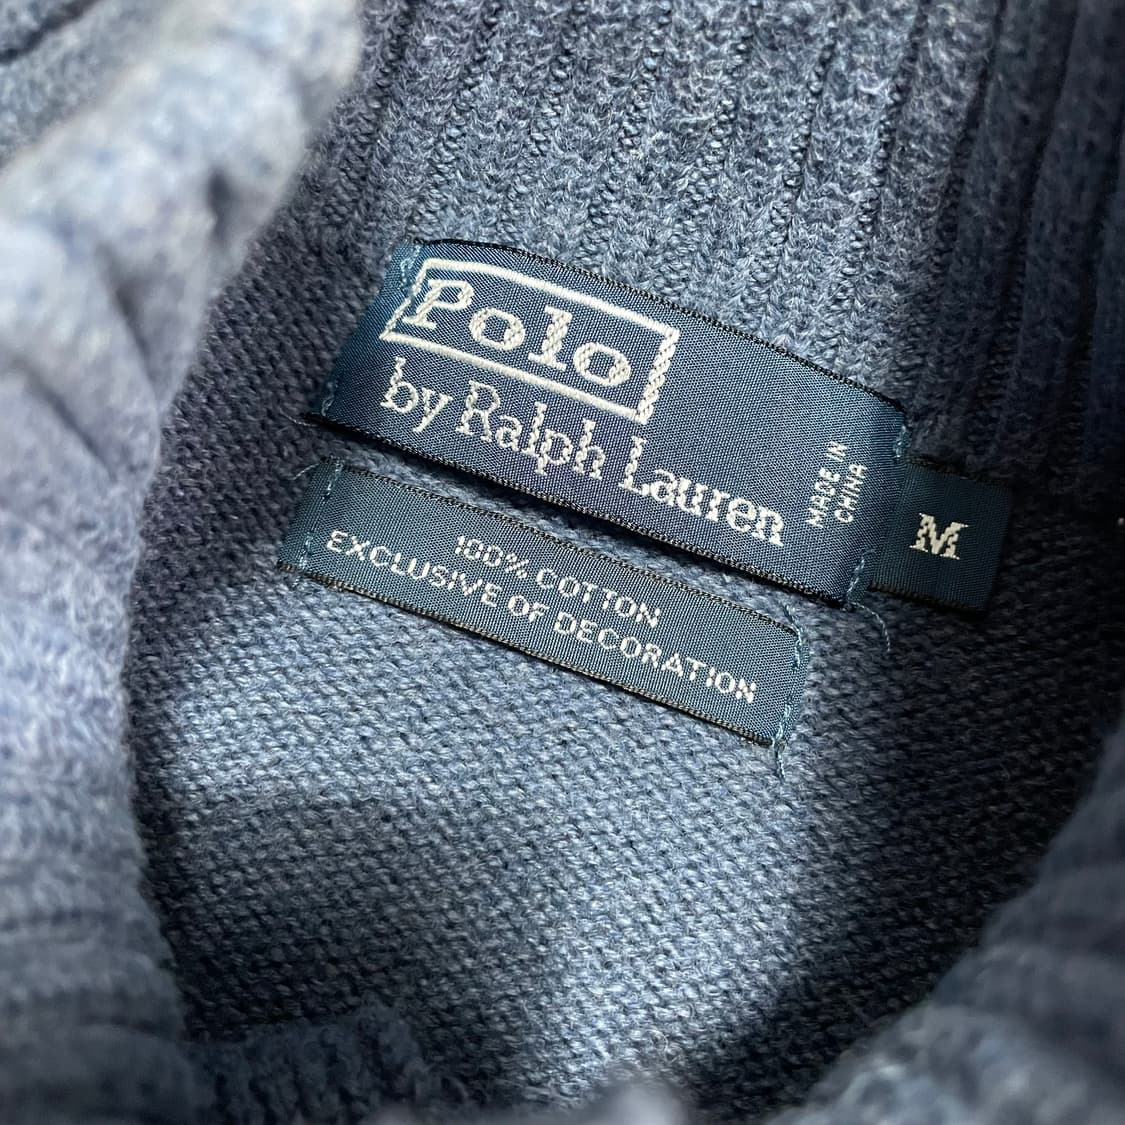 Polo
by Ralph Lauren
MADE IN
CHINA
M
100% COTTON
EXCLUSIVE OF DECORATION